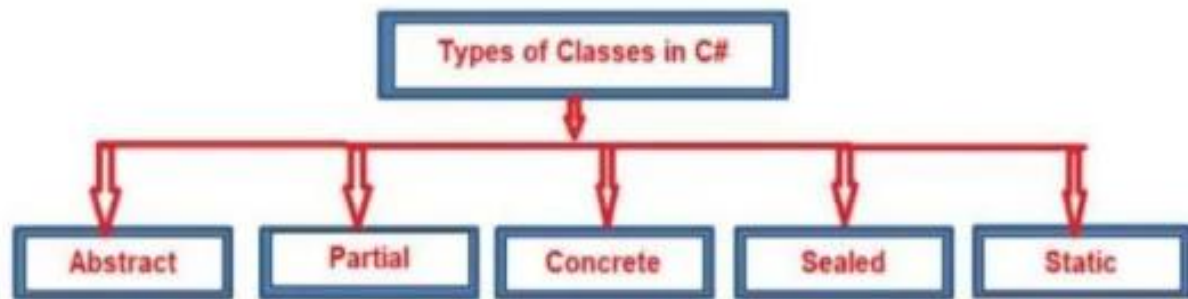 Types of Classes in C#
Abstract
Partial
Concrete
Sealed
Static